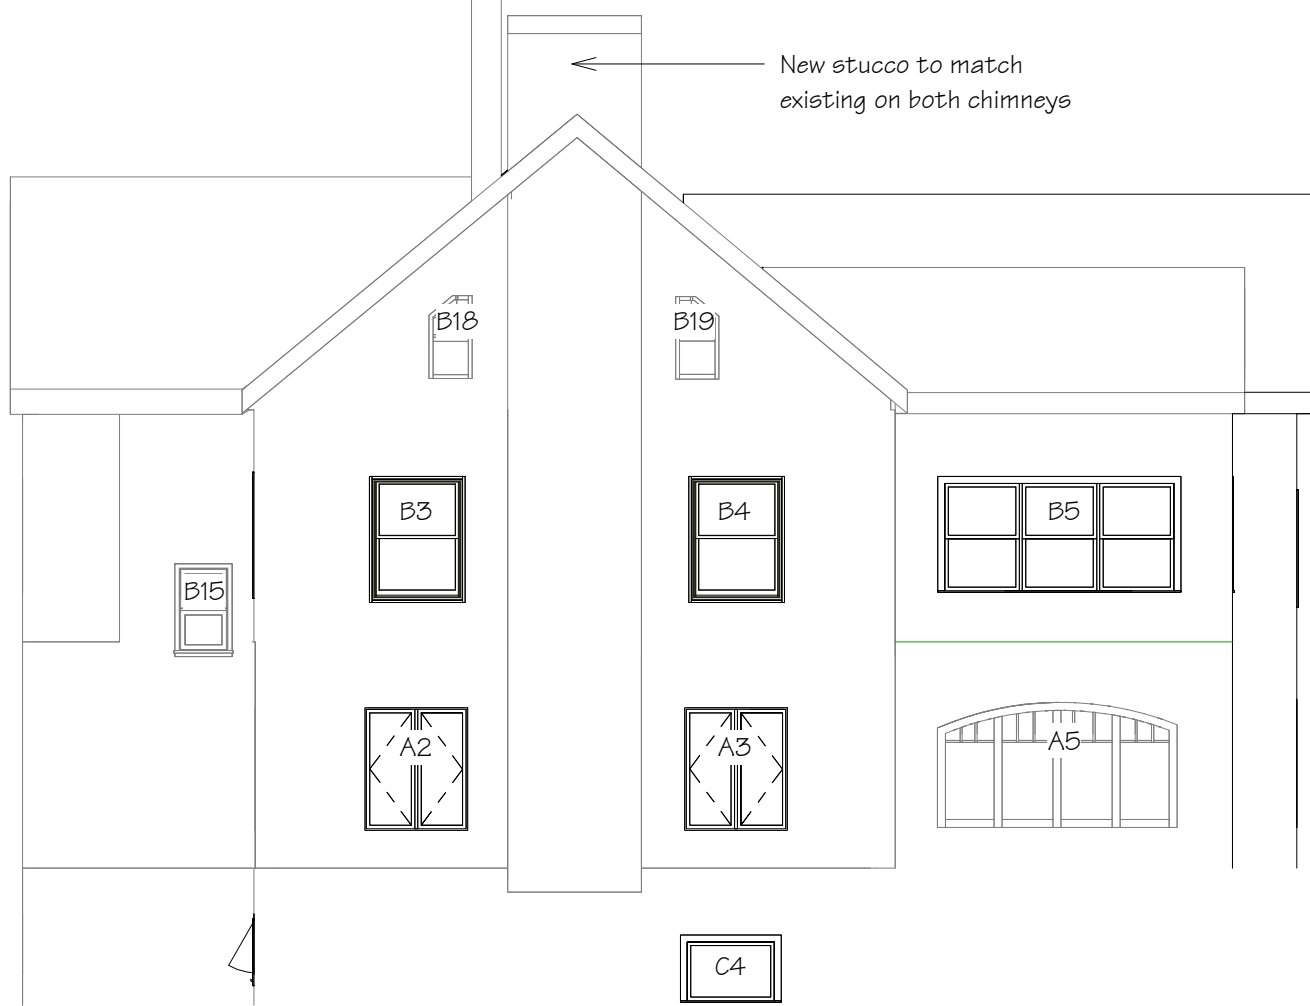 New stucco to match
existing on both chimneys
B18
B19
B3
B4
B5
B15
A2
A3
A5
C4